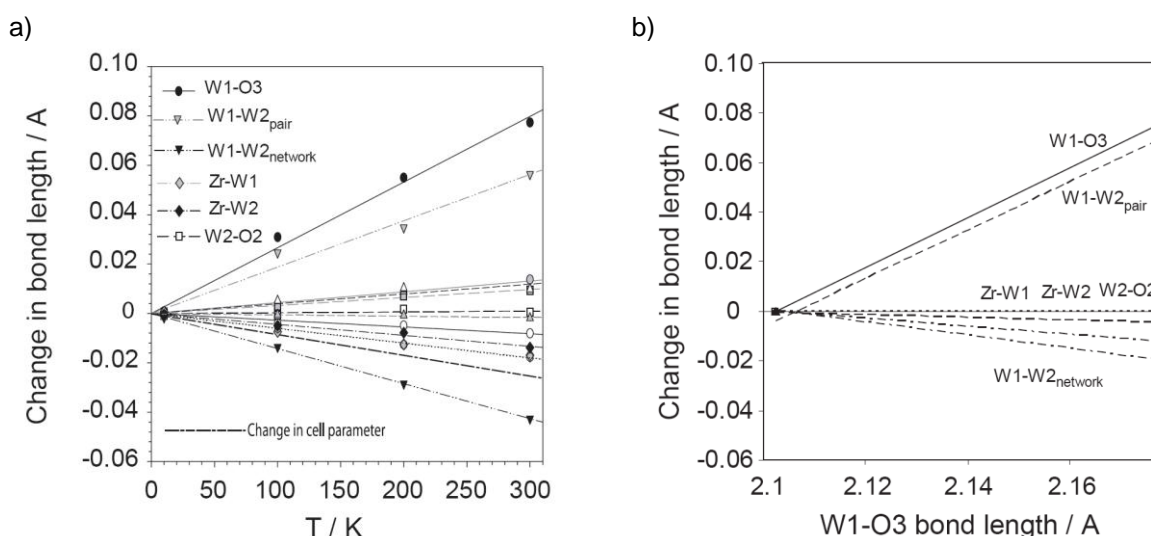 a)
b)
0.10
0.08
0.06
0.04
0.02
0
-0.02
-0.04
-0.06
Change in bond length / A
W1-O3
W1-W2pair
W1-W2network
Zr-W1
Zr-W2
W2-O2
Change in cell parameter
0 50 100 150 200 250 300
T / K
0.10
0.08
0.06
0.04
0.02
0
-0.02
-0.04
-0.06
Change in bond length / A
W1-O3
W1-W2pair
Zr-W1 Zr-W2 W2-O2
W1-W2network
2.1 2.12 2.14 2.16
W1-O3 bond length / A